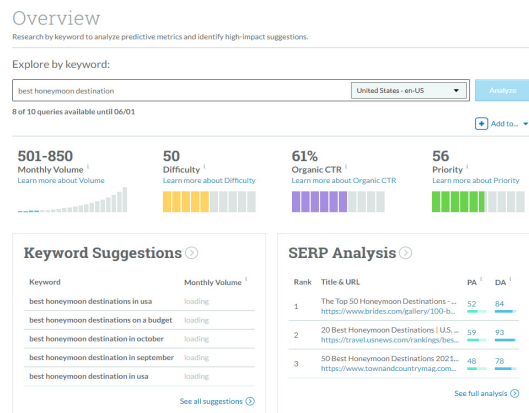 Overview
Research by keyword to analyze predictive metrics and identify high-impact suggestions.
Explore by keyword:
best honeymoon destination
United States - en-US
Analyze
8 of 10 queries available until 06/01
+ Add to...
501-850
Monthly Volume i
Learn more about Volume
50
Difficulty i
Learn more about Difficulty
61%
Organic CTR i
Learn more about Organic CTR
56
Priority i
Learn more about Priority
Keyword Suggestions
Keyword Monthly Volume i
best honeymoon destinations in usa loading
best honeymoon destinations on a budget loading
best honeymoon destinations in october loading
best honeymoon destinations in september loading
best honeymoon destination in usa loading
See all suggestions
SERP Analysis
Rank Title & URL PA i DA i
1 The Top 50 Honeymoon Destinations - ... 52 84
https://www.brides.com/gallery/100-b...
2 20 Best Honeymoon Destinations | U.S. ... 59 93
https://travel.usnews.com/rankings/bes...
3 50 Best Honeymoon Destinations 2021... 48 78
https://www.townandcountrymag.com...
See full analysis